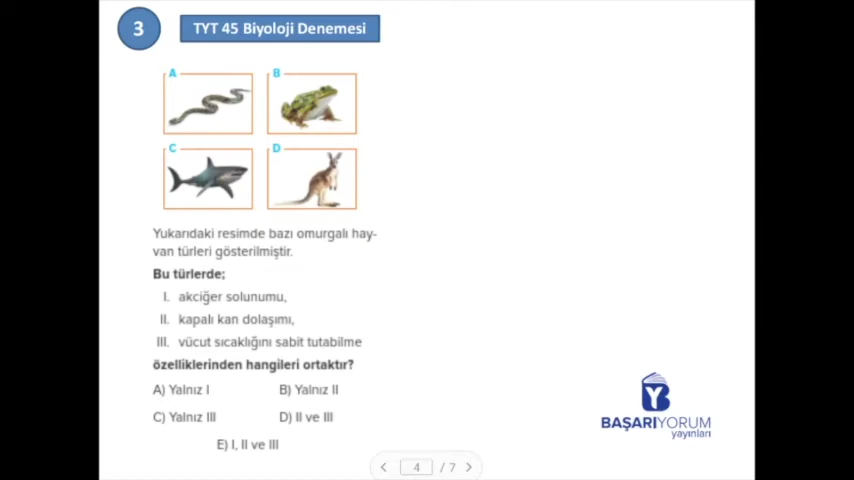 3
TYT 45 Biyoloji Denemesi
A
B
C
D
Yukarıdaki resimde bazı omurgalı hay-
van türleri gösterilmiştir.
Bu türlerde;
I. akciğer solunumu,
II. kapalı kan dolaşımı,
III. vücut sıcaklığını sabit tutabilme
özelliklerinden hangileri ortaktır?
A) Yalnız I B) Yalnız II
C) Yalnız III D) II ve III
E) I, II ve III
BAŞARIYORUM
yayınları
4 / 7